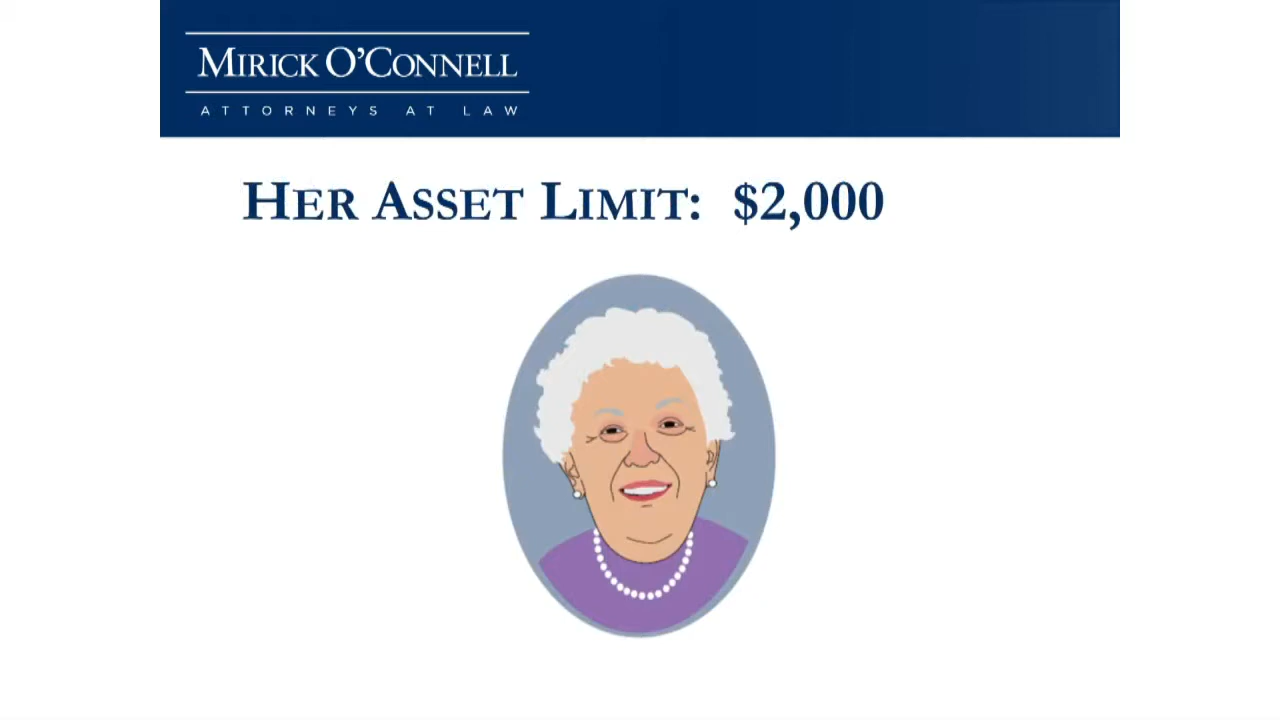 MIRICK O'CONNELL
ATTORNEYS AT LAW
HER ASSET LIMIT: $2,000